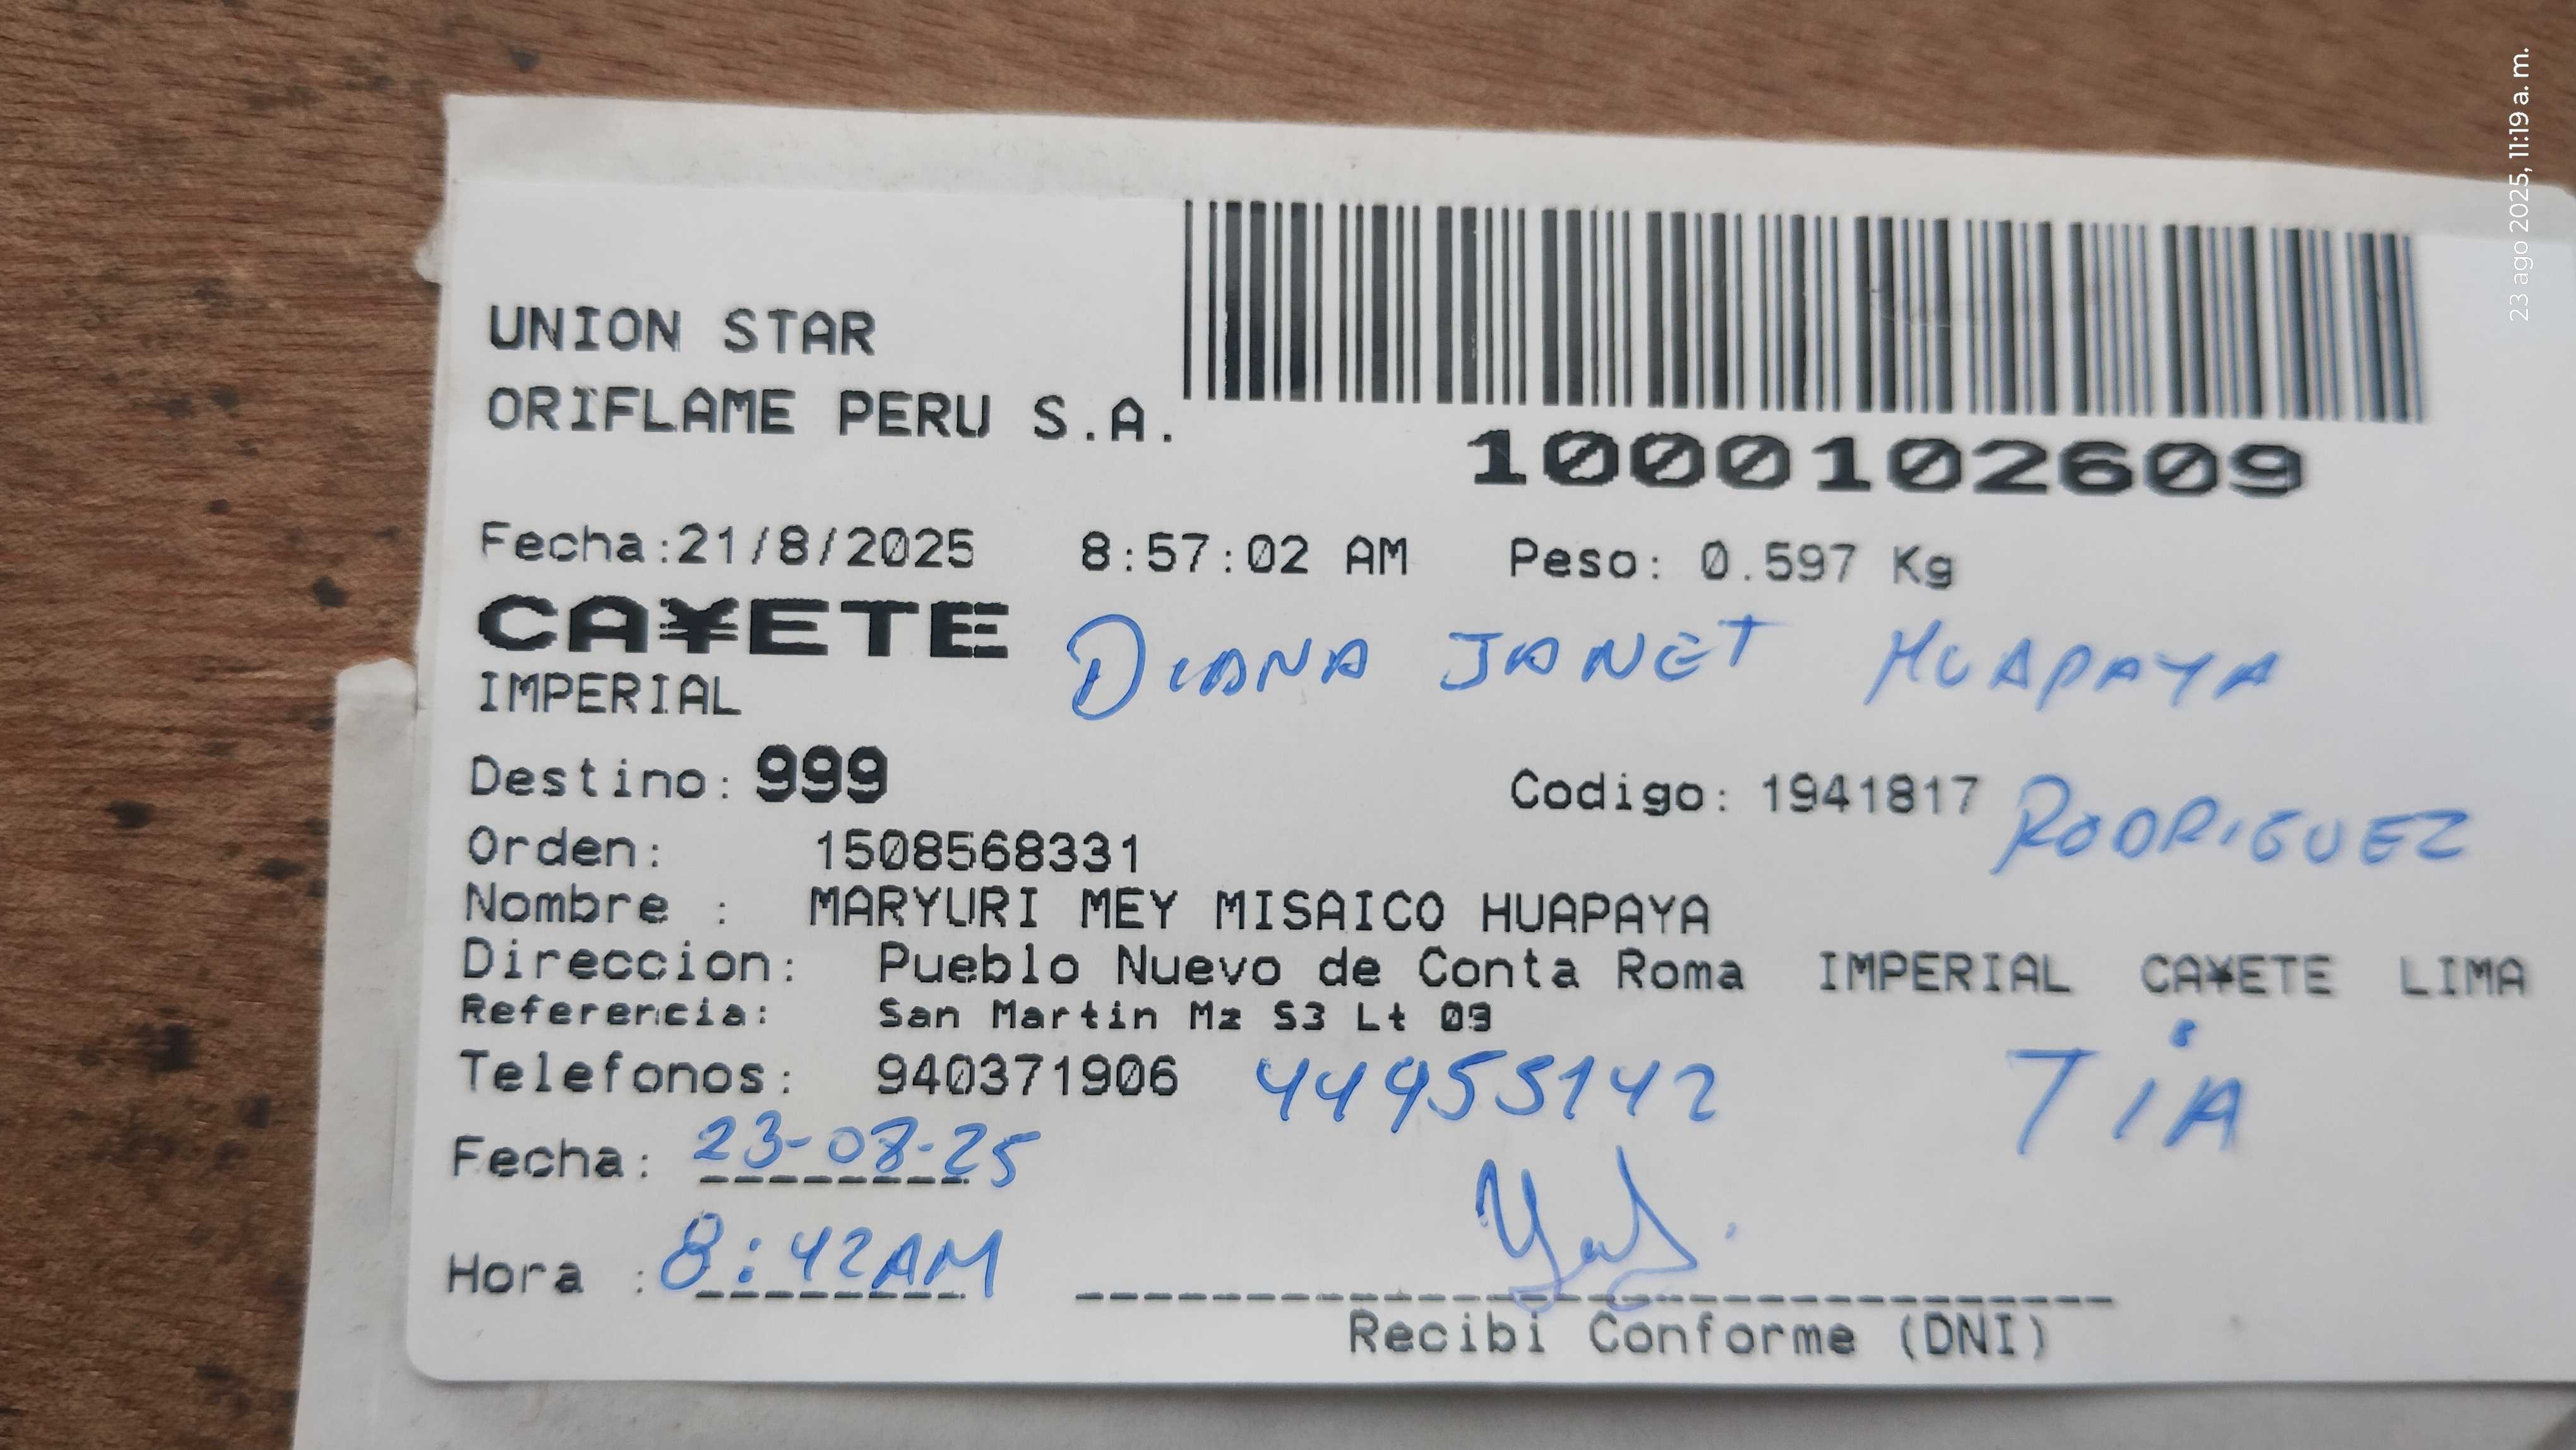 23 ago 2025, 11:19 a. m.
UNION STAR
ORIFLAME PERU S.A.
1000102609
Fecha:21/8/2025 8:57:02 AM Peso: 0.597 Kg
CA¥ETE DIANA JANET HUAPAYA
IMPERIAL
Destino: 999 Codigo: 1941817 RODRIGUEZ
Orden: 1508568331
Nombre : MARYURI MEY MISAICO HUAPAYA
Direccion: Pueblo Nuevo de Conta Roma IMPERIAL CA¥ETE LIMA
Referencia: San Martin Mz S3 Lt 09
Telefonos: 940371906 44955142 TiA
Fecha: 23-08-25
Hora : 8:42AM
Recibi Conforme (DNI)